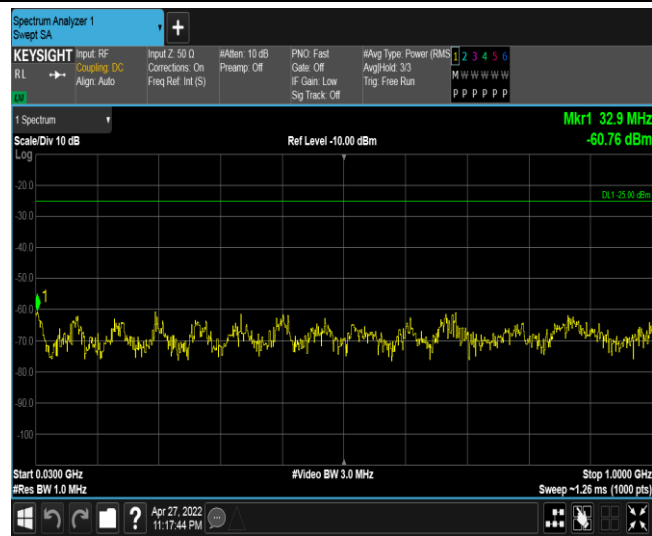 Spectrum Analyzer 1
Swept SA
+
KEYSIGHT
RL
Input: RF
Coupling: DC
Align: Auto
Input Z: 50 Ω
Corrections: On
Freq Ref: Int (S)
#Atten: 10 dB
Preamp: Off
PNO: Fast
Gate: Off
IF Gain: Low
Sig Track: Off
#Avg Type: Power (RMS
Avg|Hold: 3/3
Trig: Free Run
1 2 3 4 5 6
M W W W W W
P P P P P P
1 Spectrum
Scale/Div 10 dB
Log
Ref Level -10.00 dBm
Mkr1 32.9 MHz
-60.76 dBm
DL1 -25.00 dBm
-20.0
-30.0
-40.0
-50.0
1
-60.0
-70.0
-80.0
-90.0
-100
Start 0.0300 GHz
#Res BW 1.0 MHz
#Video BW 3.0 MHz
Stop 1.0000 GHz
Sweep ~1.26 ms (1000 pts)
?
Apr 27, 2022
11:17:44 PM